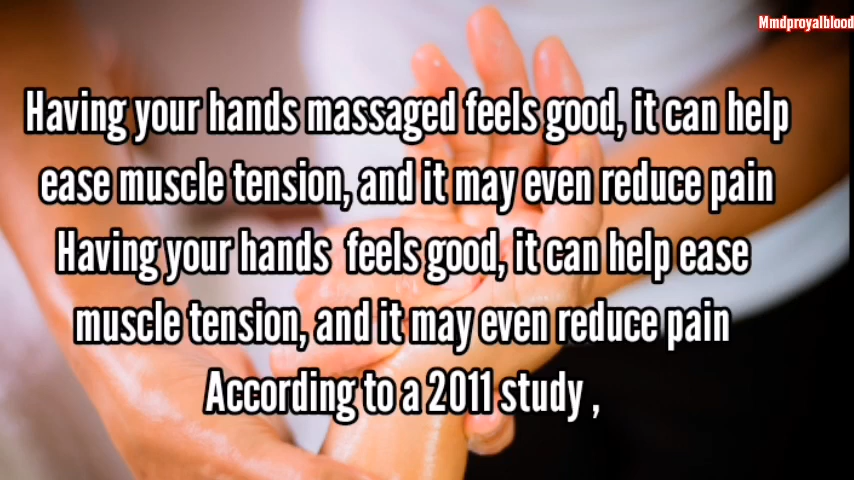 Mmdproyalblood
Having your hands massaged feels good, it can help
ease muscle tension, and it may even reduce pain
Having your hands feels good, it can help ease
muscle tension, and it may even reduce pain
According to a 2011 study ,